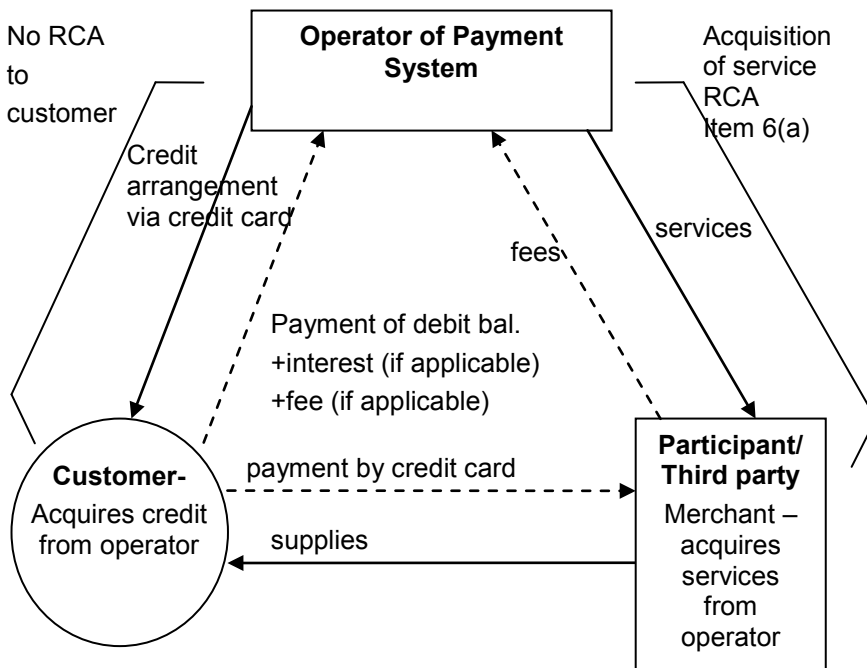 No RCA
to
customer
Operator of Payment
System
Acquisition
of service
RCA
Item 6(a)
Credit
arrangement
via credit card
services
fees
Payment of debit bal.
+interest (if applicable)
+fee (if applicable)
Customer-
Acquires credit
from operator
payment by credit card
supplies
Participant/
Third party
Merchant –
acquires
services
from
operator